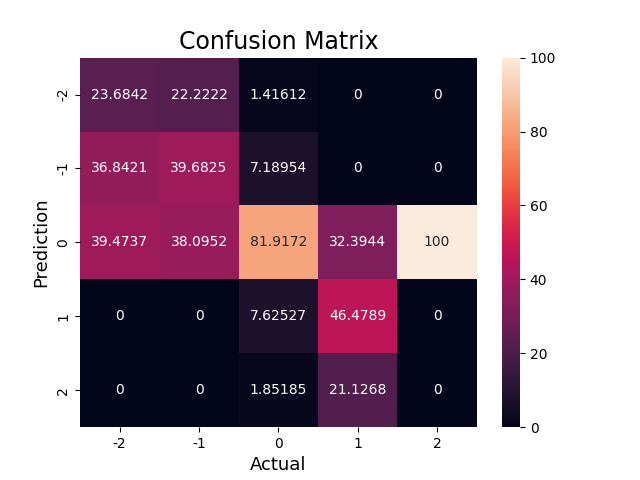 Confusion Matrix
-2 23.6842 22.2222 1.41612 0 0
-1 36.8421 39.6825 7.18954 0 0
0 39.4737 38.0952 81.9172 32.3944 100
1 0 0 7.62527 46.4789 0
2 0 0 1.85185 21.1268 0
-2 -1 0 1 2
Prediction
Actual
100
80
60
40
20
0